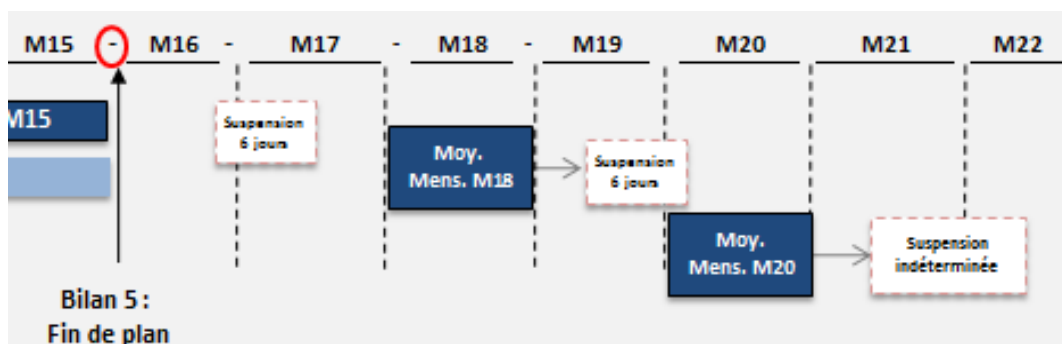 M15 - M16 - M17 - M18 - M19 M20 M21 M22
M15
Suspension
6 jours
Moy.
Mens. M18
Suspension
6 jours
Moy.
Mens. M20
Suspension
indéterminée
Bilan 5 :
Fin de plan